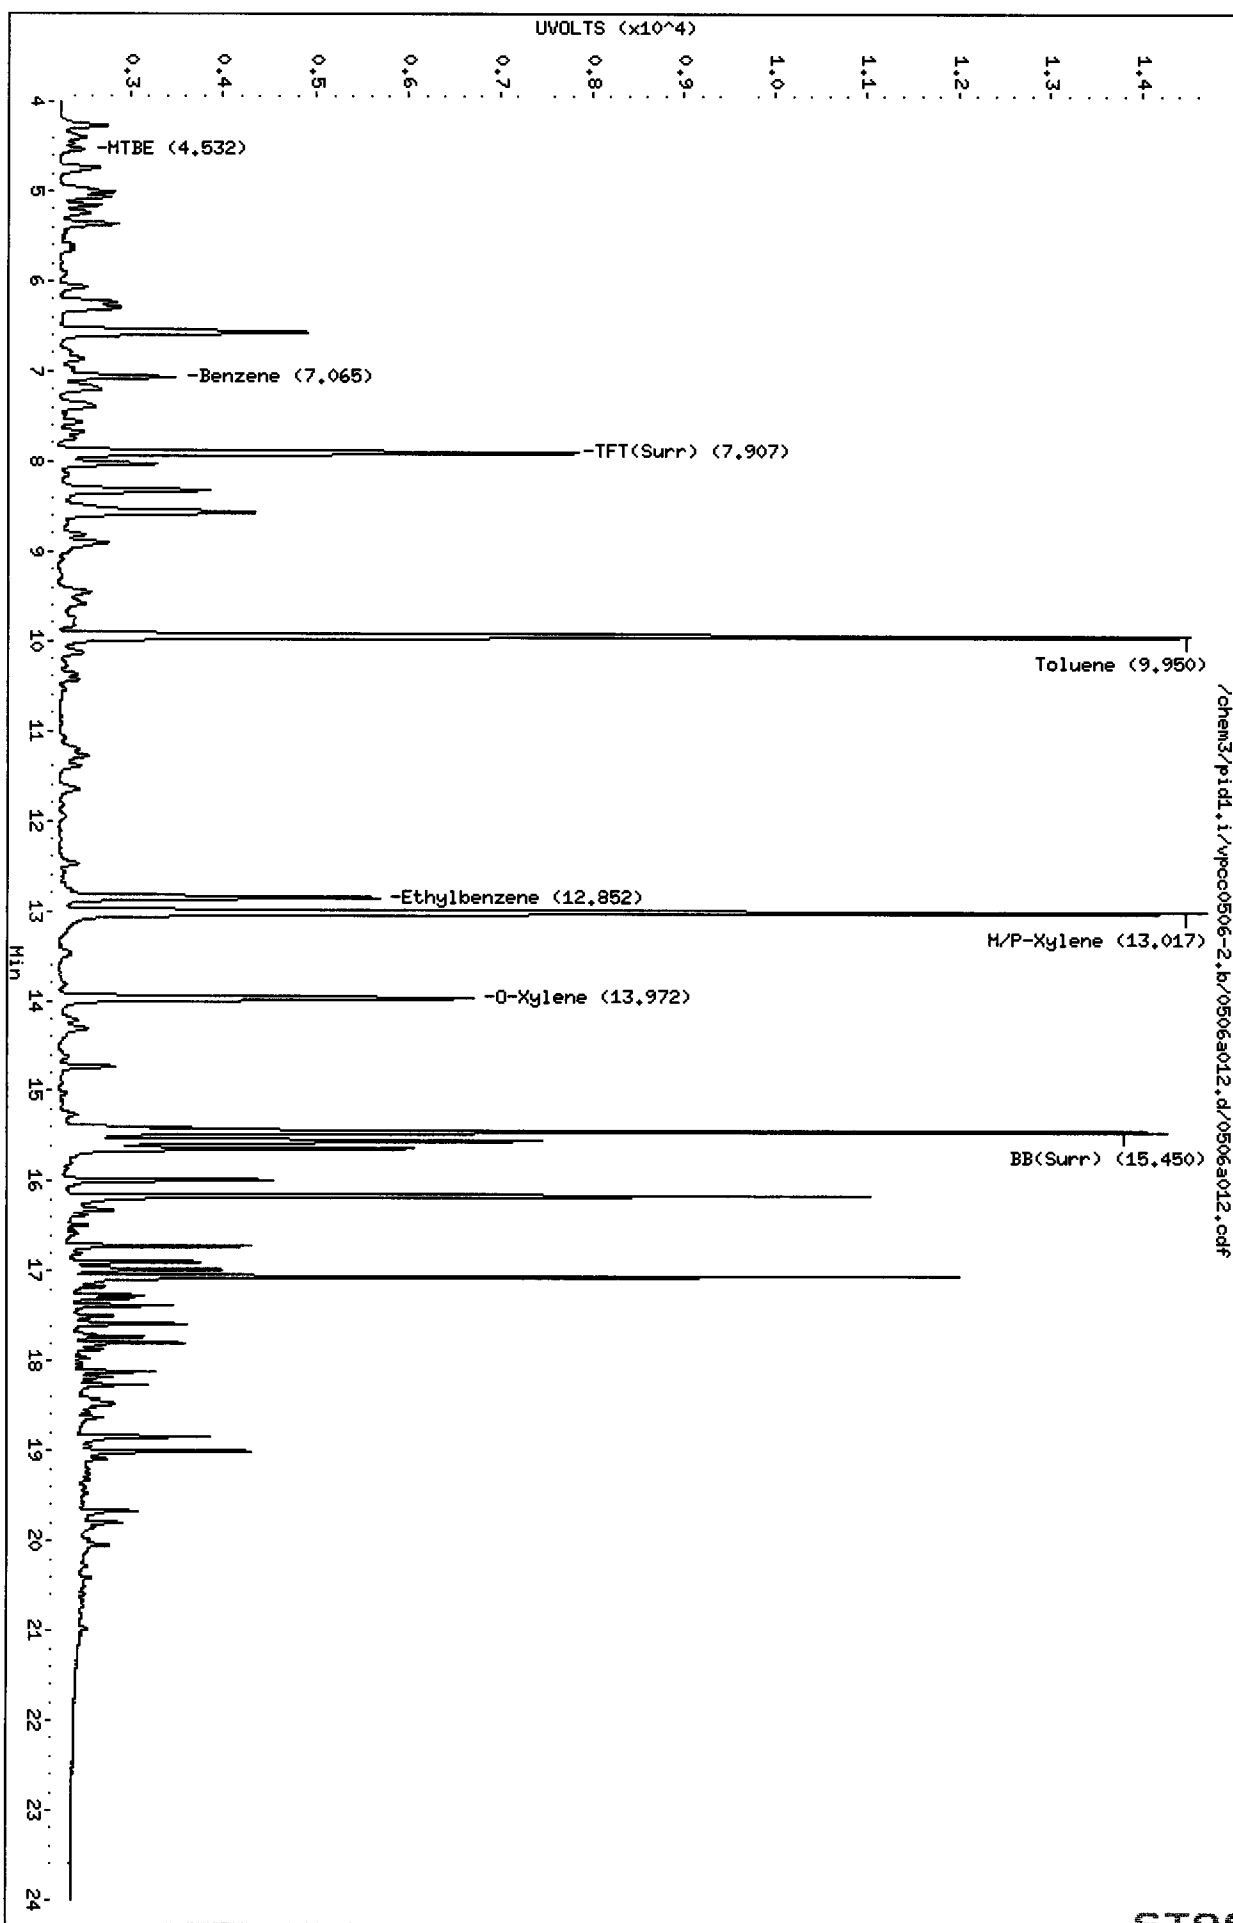 /chem3/pid1.i/vpcc0506-2.b/0506a012.d/0506a012.cdf
UVOLTS (x10^4)
1.4
1.3
1.2
1.1
1.0
0.9
0.8
0.7
0.6
0.5
0.4
0.3
-MTBE (4.532)
-Benzene (7.065)
-TFT(Surr) (7.907)
Toluene (9.950)
-Ethylbenzene (12.852)
M/P-Xylene (13.017)
-O-Xylene (13.972)
BB(Surr) (15.450)
4 5 6 7 8 9 10 11 12 13 14 15 16 17 18 19 20 21 22 23 24
Min